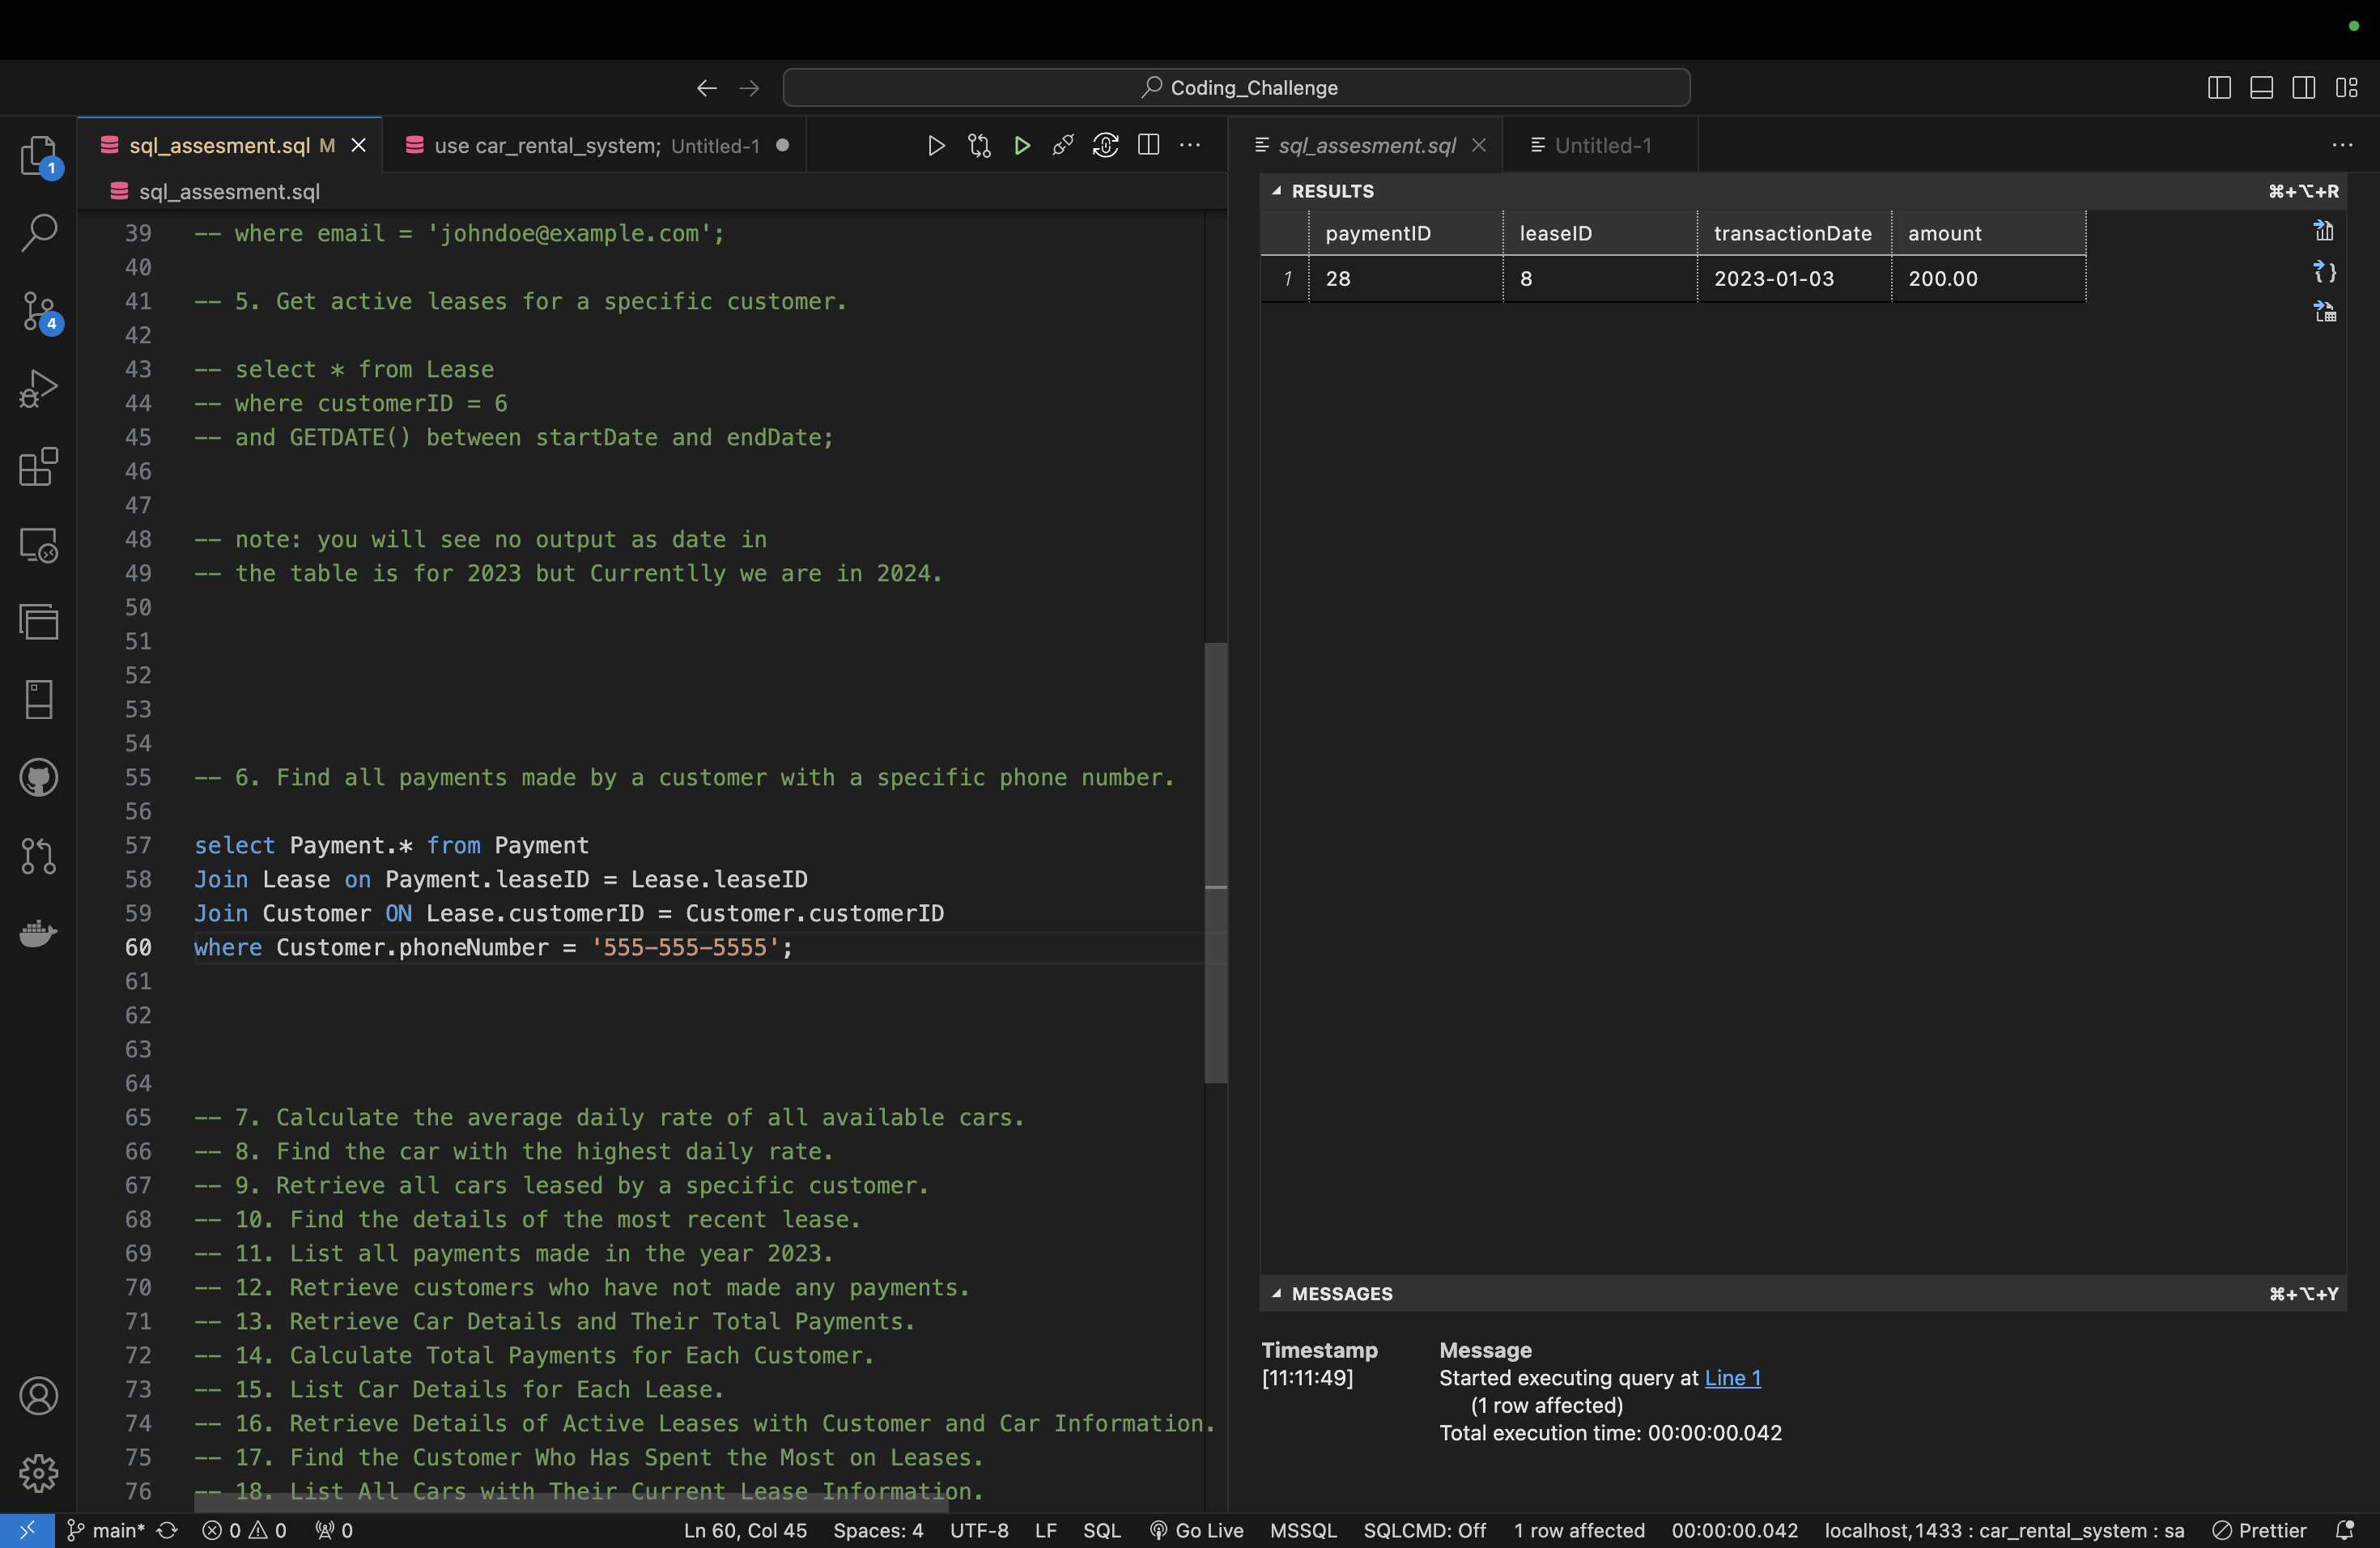 Coding_Challenge
sql_assesment.sql M
use car_rental_system; Untitled-1
sql_assesment.sql
Untitled-1
1
4
sql_assesment.sql
39 -- where email = 'johndoe@example.com';
40
41 -- 5. Get active leases for a specific customer.
42
43 -- select * from Lease
44 -- where customerID = 6
45 -- and GETDATE() between startDate and endDate;
46
47
48 -- note: you will see no output as date in
49 -- the table is for 2023 but Currentlly we are in 2024.
50
51
52
53
54
55 -- 6. Find all payments made by a customer with a specific phone number.
56
57 select Payment.* from Payment
58 Join Lease on Payment.leaseID = Lease.leaseID
59 Join Customer ON Lease.customerID = Customer.customerID
60 where Customer.phoneNumber = '555-555-5555';
61
62
63
64
65 -- 7. Calculate the average daily rate of all available cars.
66 -- 8. Find the car with the highest daily rate.
67 -- 9. Retrieve all cars leased by a specific customer.
68 -- 10. Find the details of the most recent lease.
69 -- 11. List all payments made in the year 2023.
70 -- 12. Retrieve customers who have not made any payments.
71 -- 13. Retrieve Car Details and Their Total Payments.
72 -- 14. Calculate Total Payments for Each Customer.
73 -- 15. List Car Details for Each Lease.
74 -- 16. Retrieve Details of Active Leases with Customer and Car Information.
75 -- 17. Find the Customer Who Has Spent the Most on Leases.
76 -- 18. List All Cars with Their Current Lease Information.
RESULTS ⌘+⌥+R
paymentID leaseID transactionDate amount
1 28 8 2023-01-03 200.00
MESSAGES ⌘+⌥+Y
Timestamp Message
[11:11:49] Started executing query at Line 1
(1 row affected)
Total execution time: 00:00:00.042
main* 0 0 0 Ln 60, Col 45 Spaces: 4 UTF-8 LF SQL Go Live MSSQL SQLCMD: Off 1 row affected 00:00:00.042 localhost,1433 : car_rental_system : sa Prettier